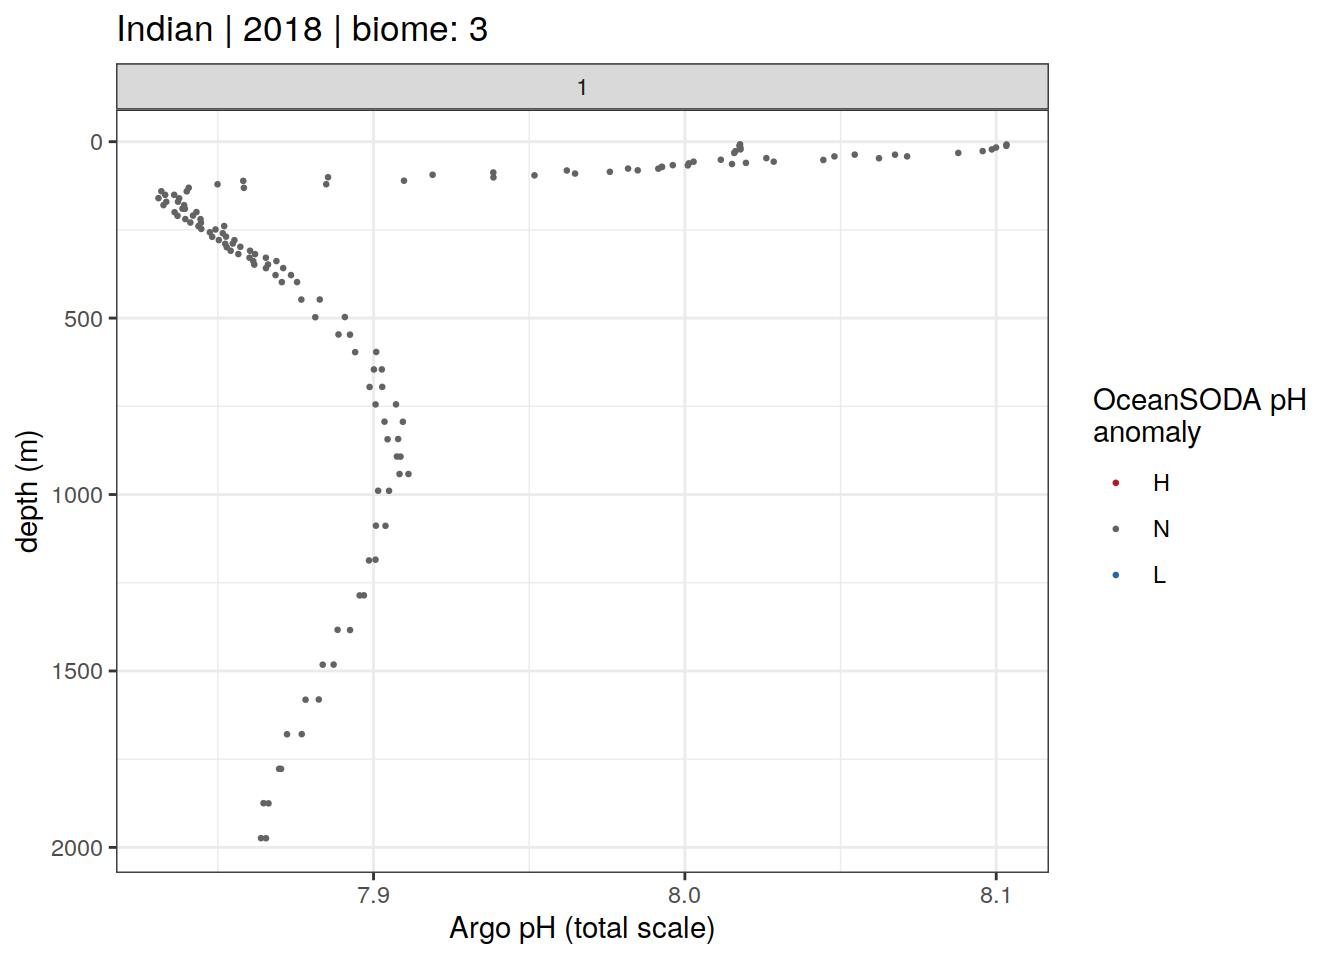 Indian | 2018 | biome: 3
1
0
500
1000
1500
2000
depth (m)
7.9
8.0
8.1
Argo pH (total scale)
OceanSODA pH
anomaly
H
N
L